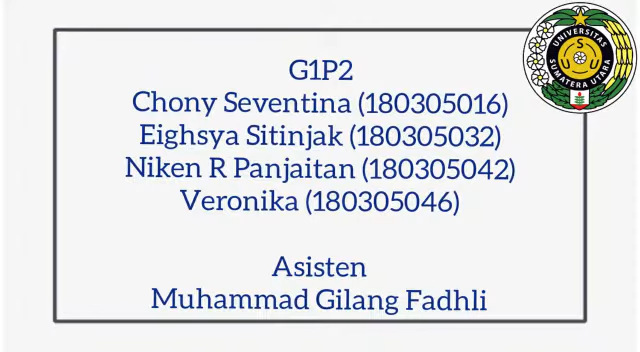 UNIVERSITAS
SUMATERA UTARA
U S U
G1P2
Chony Seventina (180305016)
Eighsya Sitinjak (180305032)
Niken R Panjaitan (180305042)
Veronika (180305046)
Asisten
Muhammad Gilang Fadhli